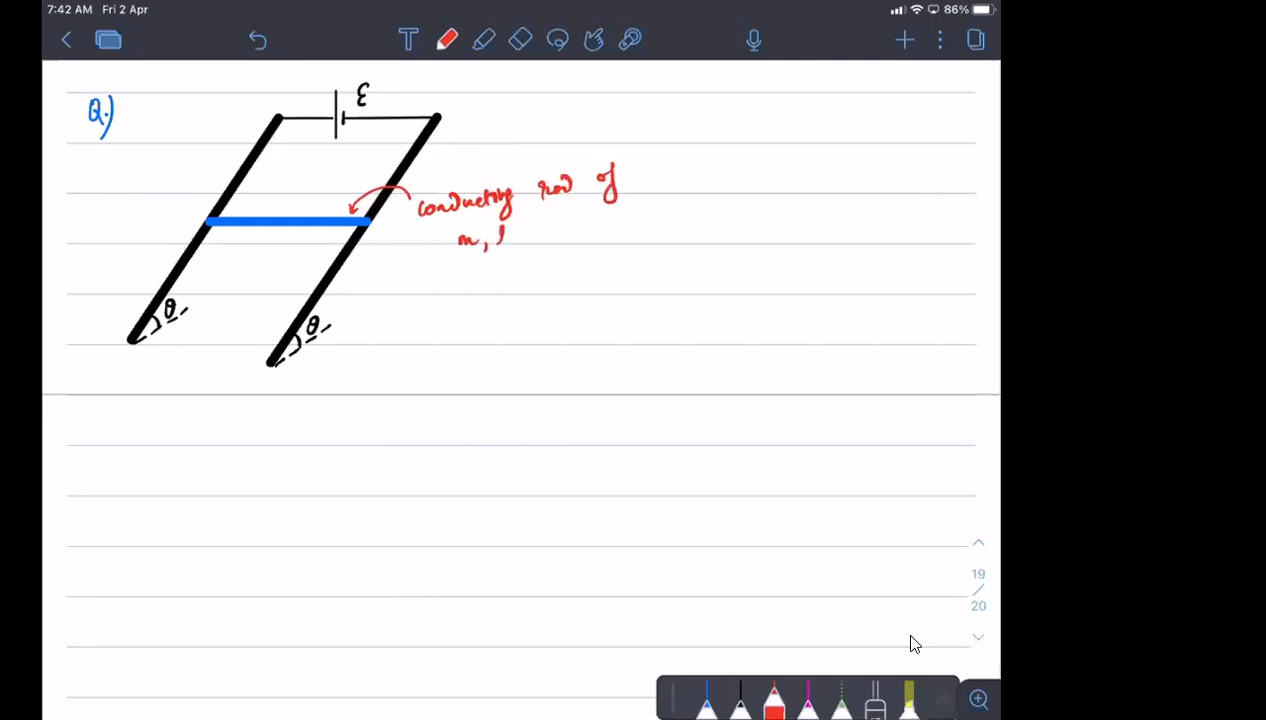 7:42 AM Fri 2 Apr
86%
T
Q.)
ε
conducting rod of
m, l
θ
θ
19
20